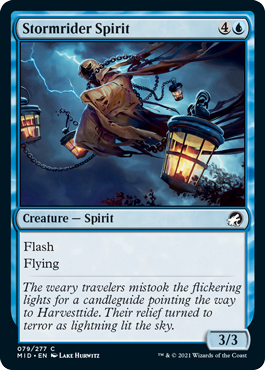 Stormrider Spirit 4
Creature — Spirit
Flash
Flying
The weary travelers mistook the flickering
lights for a candleguide pointing the way
to Harvesttide. Their relief turned to
terror as lightning lit the sky.
3/3
079/277 C
MID • EN LAKE HURWITZ
™ & © 2021 Wizards of the Coast